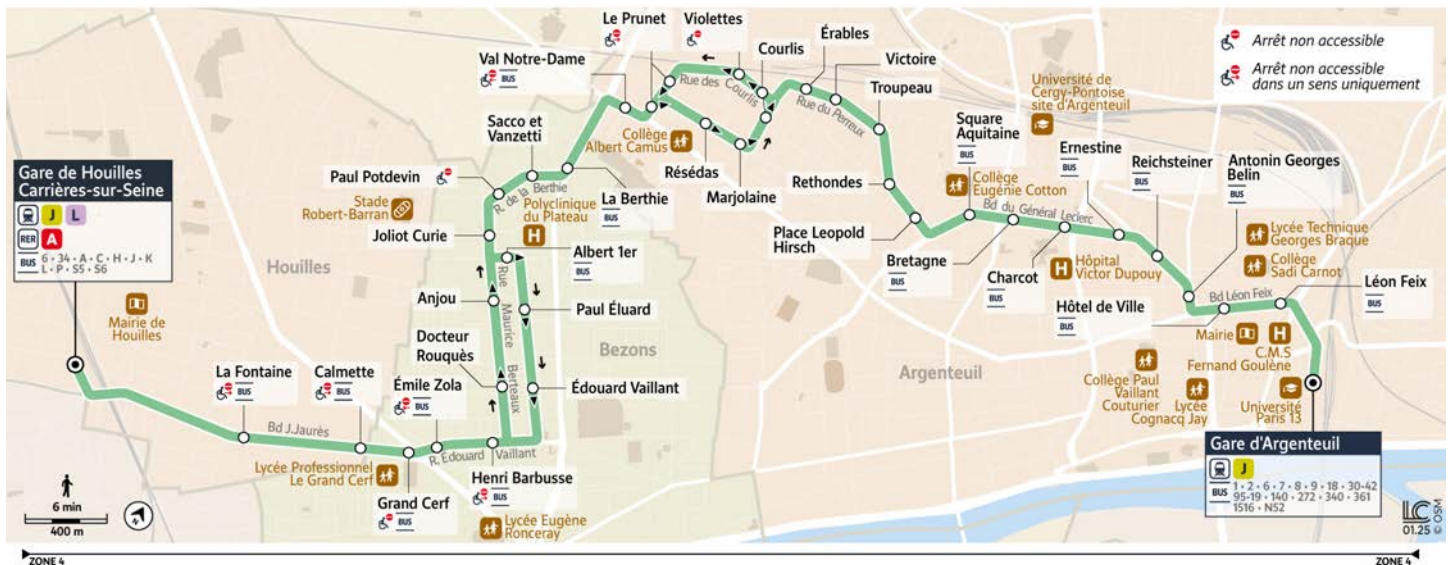 Le Prunet
Violettes
Courlis
Érables
Victoire
Troupeau
Val Notre-Dame
BUS
Rue des Courlis
Rue du Perreux
Arrêt non accessible
Arrêt non accessible
dans un sens uniquement
Université de
Cergy-Pontoise
site d'Argenteuil
Square
Aquitaine
BUS
Ernestine
BUS
Reichsteiner
BUS
Antonin Georges
Belin
BUS
Sacco et
Vanzetti
Collège
Albert Camus
Résédas
Marjolaine
Rethondes
Collège
Eugénie Cotton
Bd du Général Leclerc
Gare de Houilles
Carrières-sur-Seine
J L
RER A
BUS 6 • 34 • A • C • H • J • K
L • P • S5 • S6
Paul Potdevin
R. de la Berthie
Stade
Robert-Barran
Polyclinique
du Plateau
H
La Berthie
BUS
Joliot Curie
Houilles
Albert 1er
BUS
Place Leopold
Hirsch
Bretagne
BUS
Charcot
BUS
H
Hôpital
Victor Dupouy
Lycée Technique
Georges Braque
Collège
Sadi Carnot
Léon Feix
BUS
Hôtel de Ville
BUS
Bd Léon Feix
Mairie
H
C.M.S
Fernand Goulène
Mairie de
Houilles
Anjou
Rue Maurice Berteaux
Paul Éluard
Docteur
Rouquès
Bezons
Argenteuil
Édouard Vaillant
Collège Paul
Vaillant
Couturier
Lycée
Cognacq Jay
Université
Paris 13
La Fontaine
BUS
Calmette
BUS
Émile Zola
BUS
Bd J.Jaurès
R. Edouard Vaillant
Lycée Professionnel
Le Grand Cerf
Grand Cerf
BUS
Henri Barbusse
BUS
Lycée Eugène
Ronceray
Gare d'Argenteuil
J
BUS 1 • 2 • 6 • 7 • 8 • 9 • 18 • 30-42
95-19 • 140 • 272 • 340 • 361
1516 • N52
6 min
400 m
LC
01.25
© OSM
ZONE 4
ZONE 4